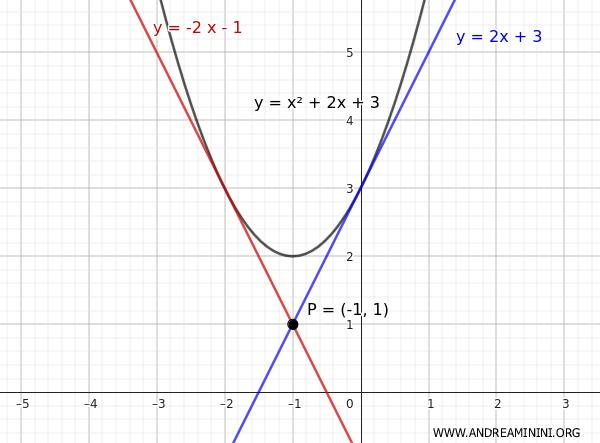 y = -2 x - 1
y = 2x + 3
5
y = x² + 2x + 3
4
3
2
P = (-1, 1)
1
–5 –4 –3 –2 –1 0 1 2 3
WWW.ANDREAMININI.ORG